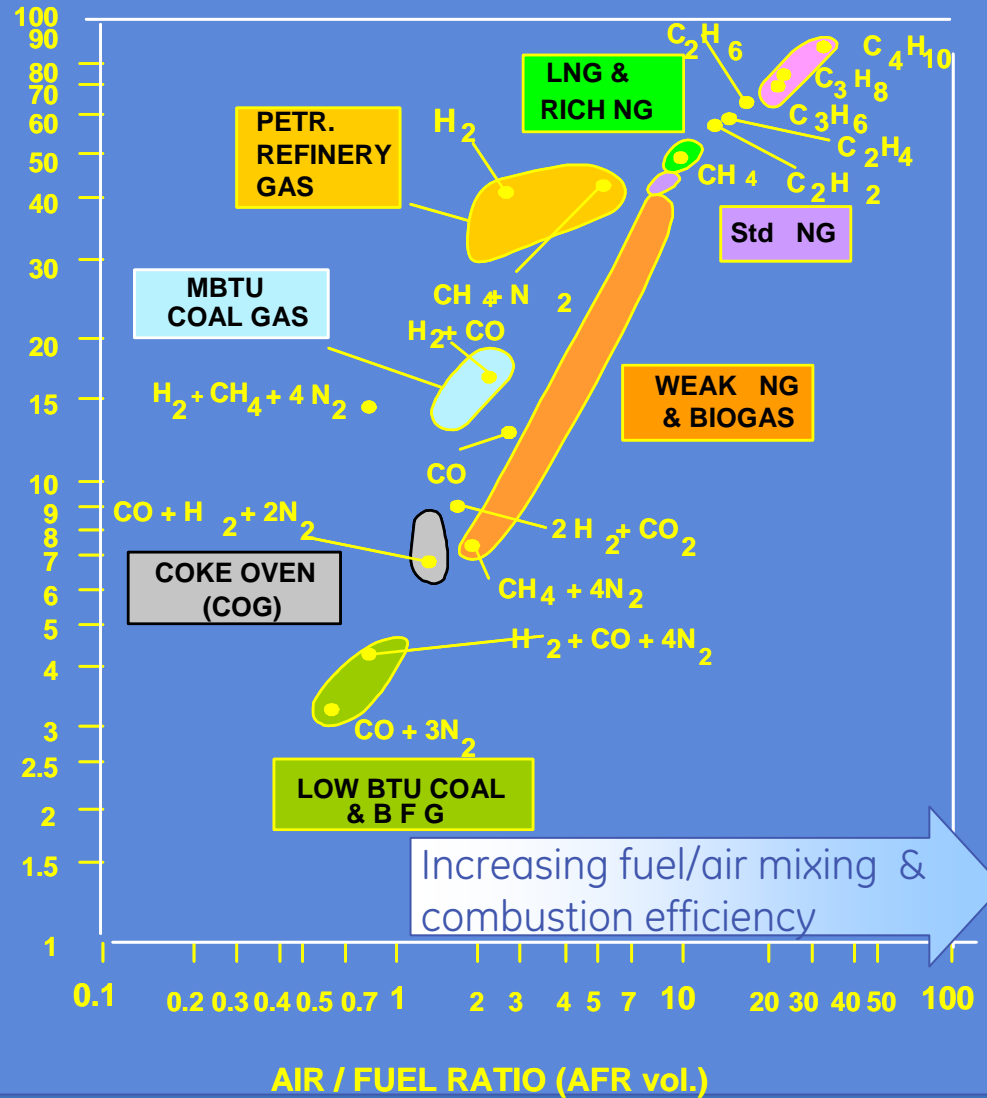 100
90
80
70
60
50
40
30
20
15
10
9
8
7
6
5
4
3
2.5
2
1.5
1
C2H6
C4H10
C3H8
C3H6
C2H4
C2H2
LNG &
RICH NG
CH4
Std NG
PETR.
REFINERY
GAS
H2
CH4+ N2
MBTU
COAL GAS
H2+ CO
H2 + CH4 + 4 N2
CO
WEAK NG
& BIOGAS
CO + H2 + 2N2
2 H2 + CO2
COKE OVEN
(COG)
CH4 + 4N2
H2 + CO + 4N2
CO + 3N2
LOW BTU COAL
& B F G
Increasing fuel/air mixing &
combustion efficiency
0.1 0.2 0.3 0.4 0.5 0.7 1 2 3 4 5 7 10 20 30 40 50 100
AIR / FUEL RATIO (AFR vol.)